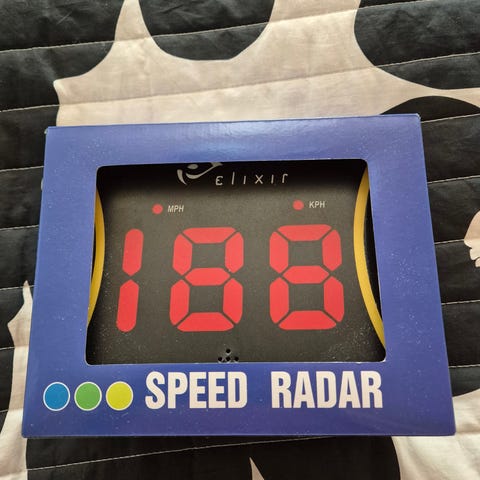 elixir
MPH KPH
188
SPEED RADAR